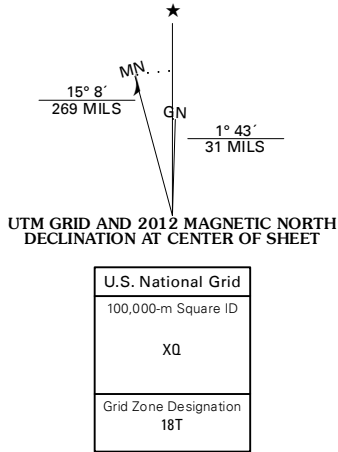 ★
MN
15° 8´
269 MILS
GN
1° 43´
31 MILS
UTM GRID AND 2012 MAGNETIC NORTH
DECLINATION AT CENTER OF SHEET
U.S. National Grid
100,000-m Square ID
XQ
Grid Zone Designation
18T